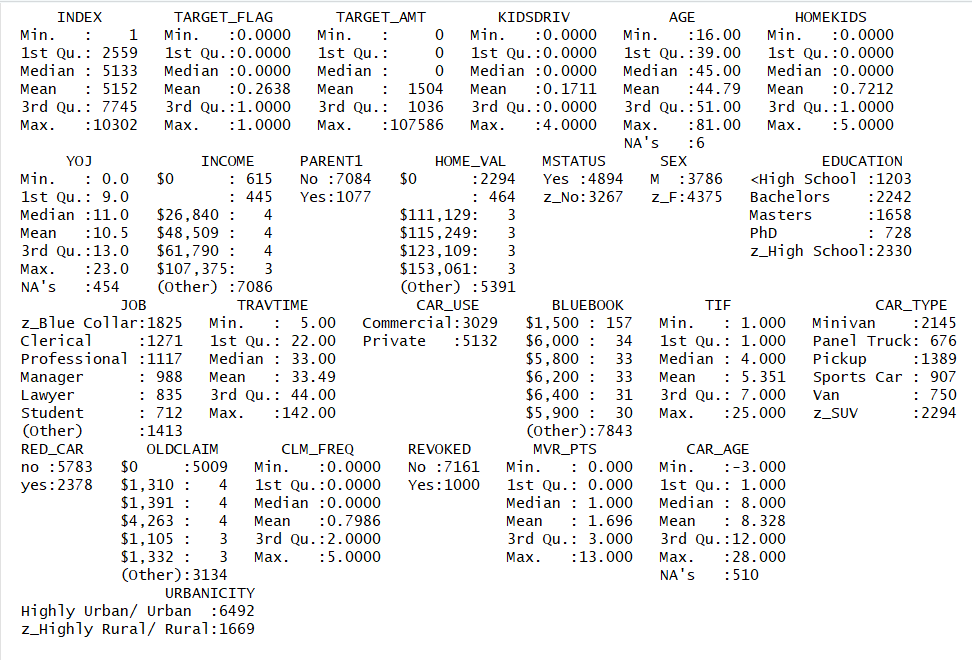 INDEX TARGET_FLAG TARGET_AMT KIDSDRIV AGE HOMEKIDS
Min. : 1 Min. :0.0000 Min. : 0 Min. :0.0000 Min. :16.00 Min. :0.0000
1st Qu.: 2559 1st Qu.:0.0000 1st Qu.: 0 1st Qu.:0.0000 1st Qu.:39.00 1st Qu.:0.0000
Median : 5133 Median :0.0000 Median : 0 Median :0.0000 Median :45.00 Median :0.0000
Mean : 5152 Mean :0.2638 Mean : 1504 Mean :0.1711 Mean :44.79 Mean :0.7212
3rd Qu.: 7745 3rd Qu.:1.0000 3rd Qu.: 1036 3rd Qu.:0.0000 3rd Qu.:51.00 3rd Qu.:1.0000
Max. :10302 Max. :1.0000 Max. :107586 Max. :4.0000 Max. :81.00 Max. :5.0000
NA's :6
YOJ INCOME PARENT1 HOME_VAL MSTATUS SEX EDUCATION
Min. : 0.0 $0 : 615 No :7084 $0 :2294 Yes :4894 M :3786 <High School :1203
1st Qu.: 9.0 : 445 Yes:1077 : 464 z_No:3267 z_F:4375 Bachelors :2242
Median :11.0 $26,840 : 4 $111,129: 3 Masters :1658
Mean :10.5 $48,509 : 4 $115,249: 3 PhD : 728
3rd Qu.:13.0 $61,790 : 4 $123,109: 3 z_High School:2330
Max. :23.0 $107,375: 3 $153,061: 3
NA's :454 (Other) :7086 (Other) :5391
JOB TRAVTIME CAR_USE BLUEBOOK TIF CAR_TYPE
z_Blue Collar:1825 Min. : 5.00 Commercial:3029 $1,500 : 157 Min. : 1.000 Minivan :2145
Clerical :1271 1st Qu.: 22.00 Private :5132 $6,000 : 34 1st Qu.: 1.000 Panel Truck: 676
Professional :1117 Median : 33.00 $5,800 : 33 Median : 4.000 Pickup :1389
Manager : 988 Mean : 33.49 $6,200 : 33 Mean : 5.351 Sports Car : 907
Lawyer : 835 3rd Qu.: 44.00 $6,400 : 31 3rd Qu.: 7.000 Van : 750
Student : 712 Max. :142.00 $5,900 : 30 Max. :25.000 z_SUV :2294
(Other) :1413 (Other):7843
RED_CAR OLDCLAIM CLM_FREQ REVOKED MVR_PTS CAR_AGE
no :5783 $0 :5009 Min. :0.0000 No :7161 Min. : 0.000 Min. :-3.000
yes:2378 $1,310 : 4 1st Qu.:0.0000 Yes:1000 1st Qu.: 0.000 1st Qu.: 1.000
$1,391 : 4 Median :0.0000 Median : 1.000 Median : 8.000
$4,263 : 4 Mean :0.7986 Mean : 1.696 Mean : 8.328
$1,105 : 3 3rd Qu.:2.0000 3rd Qu.: 3.000 3rd Qu.:12.000
$1,332 : 3 Max. :5.0000 Max. :13.000 Max. :28.000
(Other):3134 NA's :510
URBANICITY
Highly Urban/ Urban :6492
z_Highly Rural/ Rural:1669